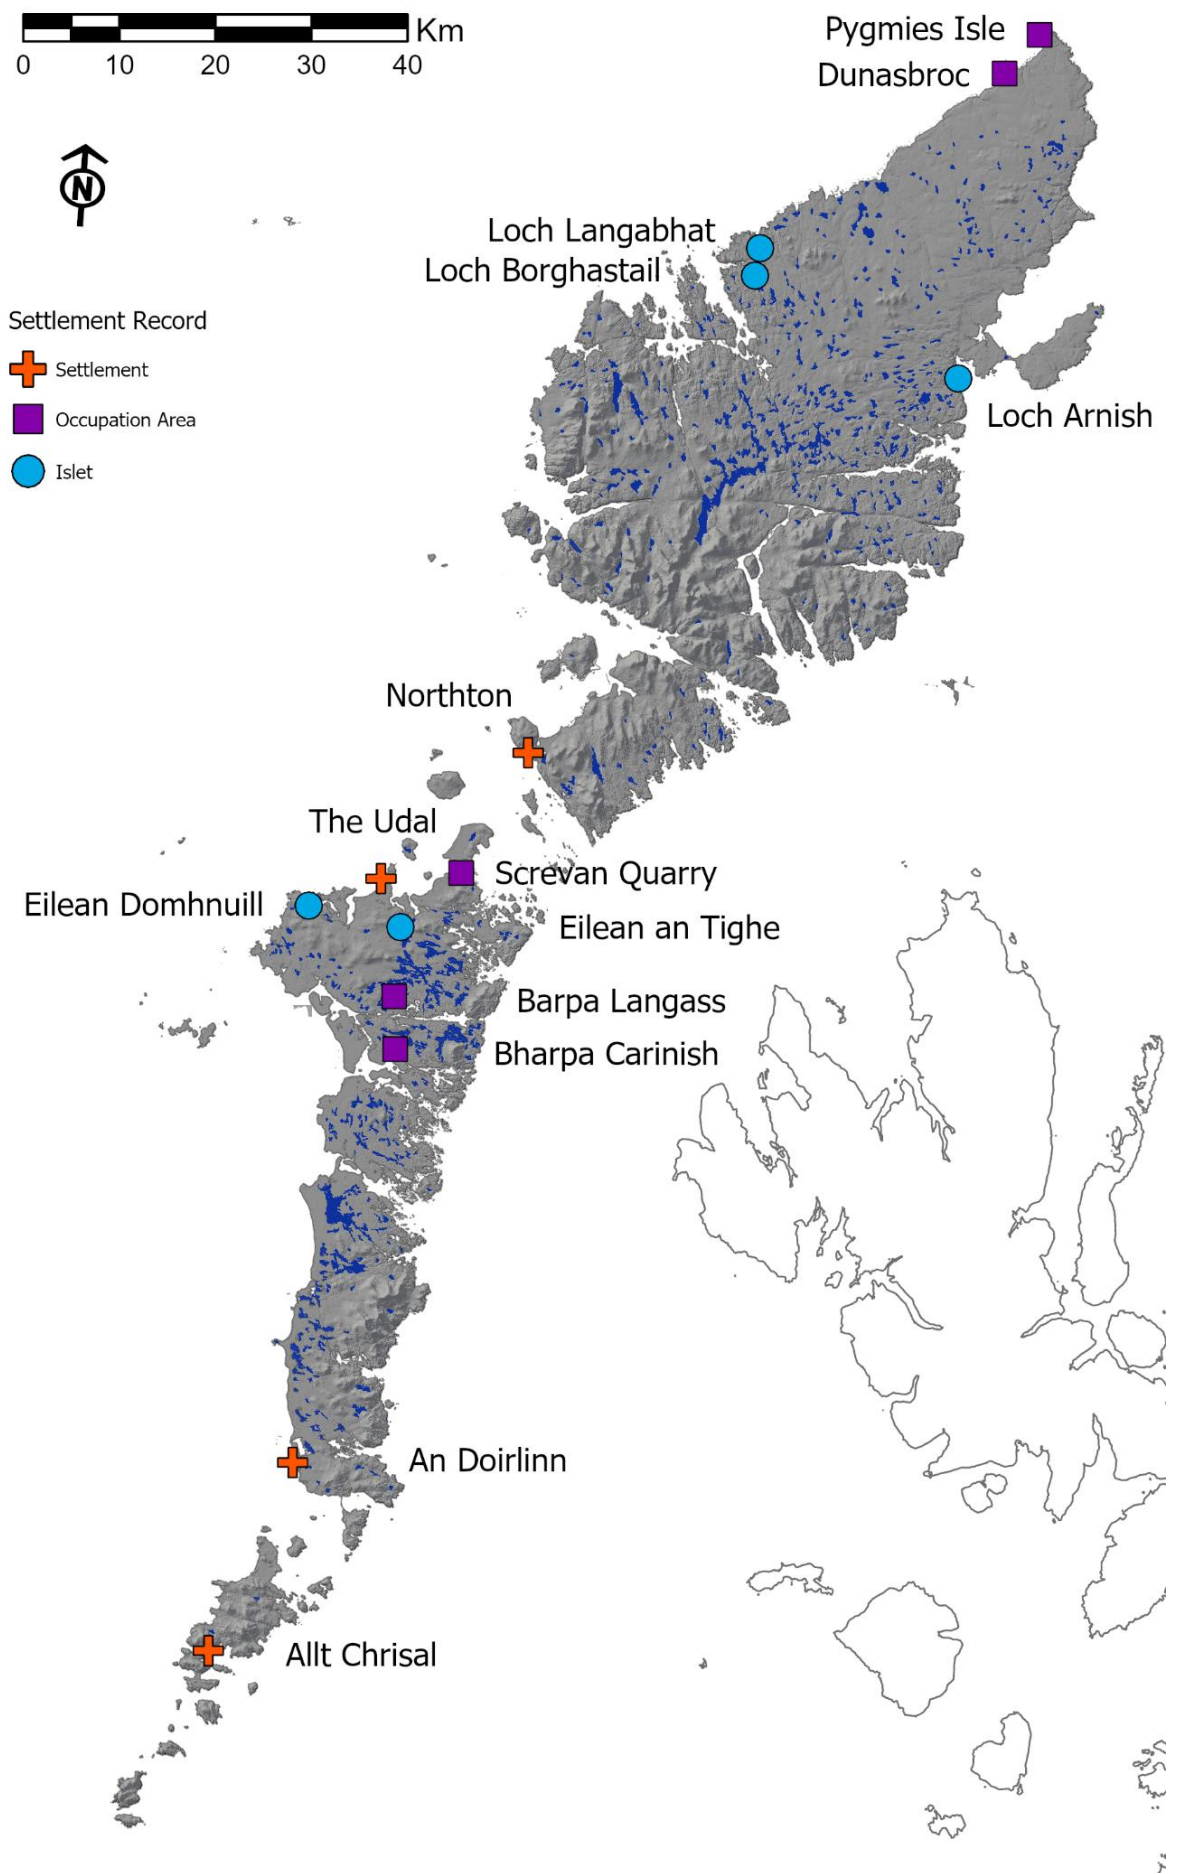 Km
0 10 20 30 40
Pygmies Isle
Dunasbroc
N
Loch Langabhat
Loch Borghastail
Settlement Record
Settlement
Occupation Area
Islet
Loch Arnish
Northton
The Udal
Screvan Quarry
Eilean Domhnuill
Eilean an Tighe
Barpa Langass
Bharpa Carinish
An Doirlinn
Allt Chrisal